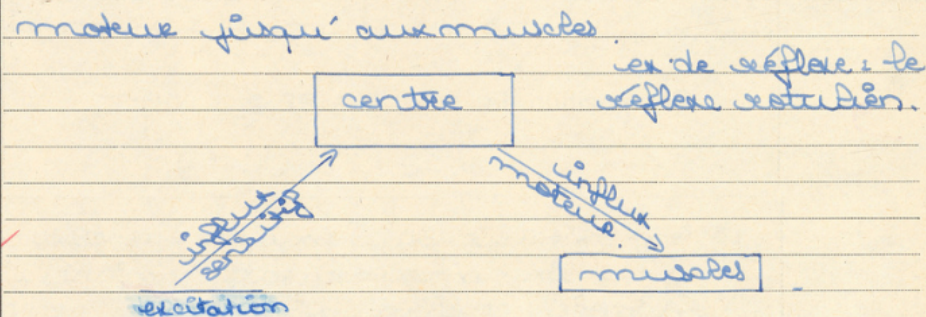 moteur jusqu'aux muscles.
ex de réflexe : le
réflexe rotulien.
centre
influx
sensitif
influx
moteur.
muscles
excitation